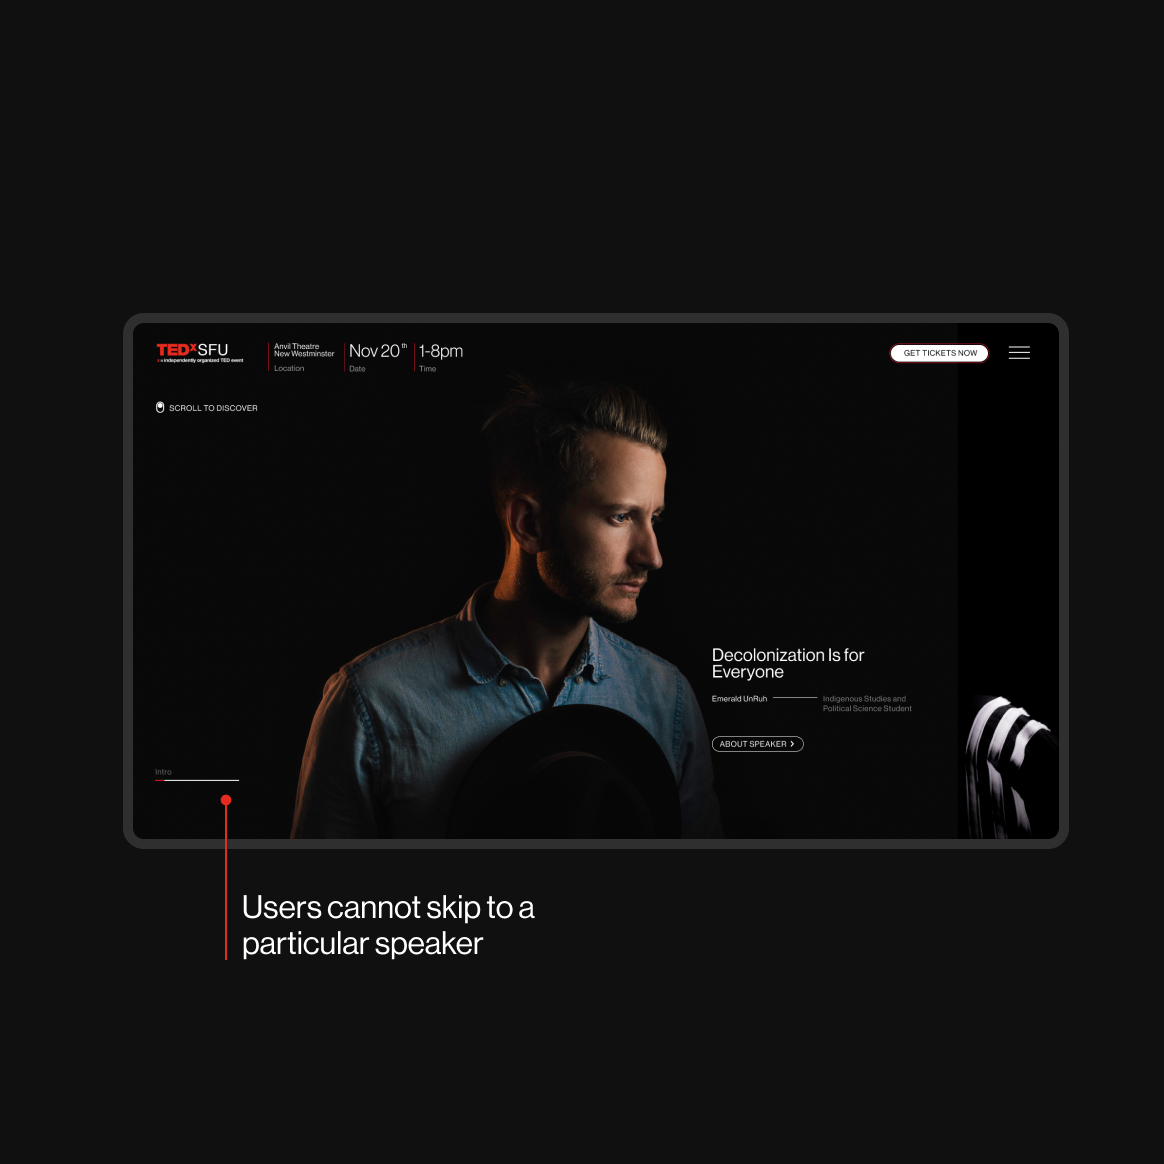 TEDxSFU
x = independently organized TED event
Anvil Theatre
New Westminster
Location
Nov 20th
Date
1-8pm
Time
GET TICKETS NOW
SCROLL TO DISCOVER
Decolonization Is for
Everyone
Emerald UnRuh
Indigenous Studies and
Political Science Student
ABOUT SPEAKER
Intro
Users cannot skip to a
particular speaker